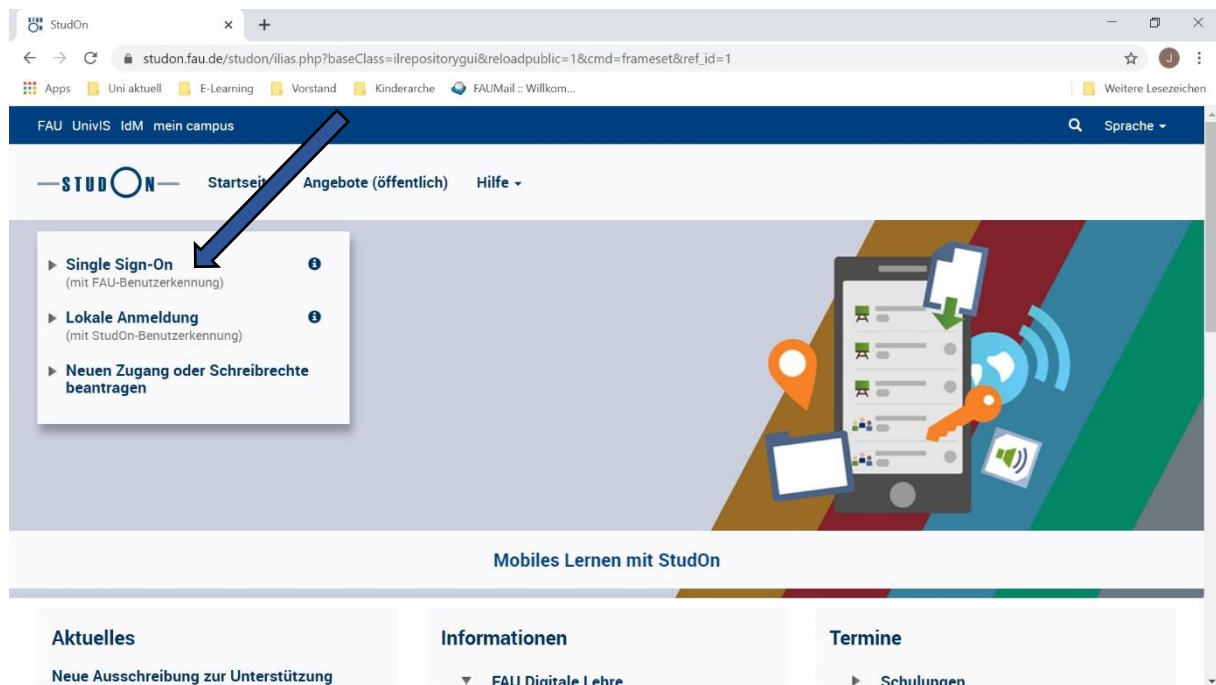 StudOn
studon.fau.de/studon/ilias.php?baseClass=ilrepositorygui&reloadpublic=1&cmd=frameset&ref_id=1
J
Apps Uni aktuell E-Learning Vorstand Kinderarche FAUMail :: Willkom... Weitere Lesezeichen
FAU UnivIS IdM mein campus Sprache
STUDON Angebote (öffentlich) Hilfe
Single Sign-On
(mit FAU-Benutzerkennung)
Lokale Anmeldung
(mit StudOn-Benutzerkennung)
Neuen Zugang oder Schreibrechte
beantragen
Mobiles Lernen mit StudOn
Aktuelles
Neue Ausschreibung zur Unterstützung
Informationen
FAU Digitale Lehre
Termine
Schulungen